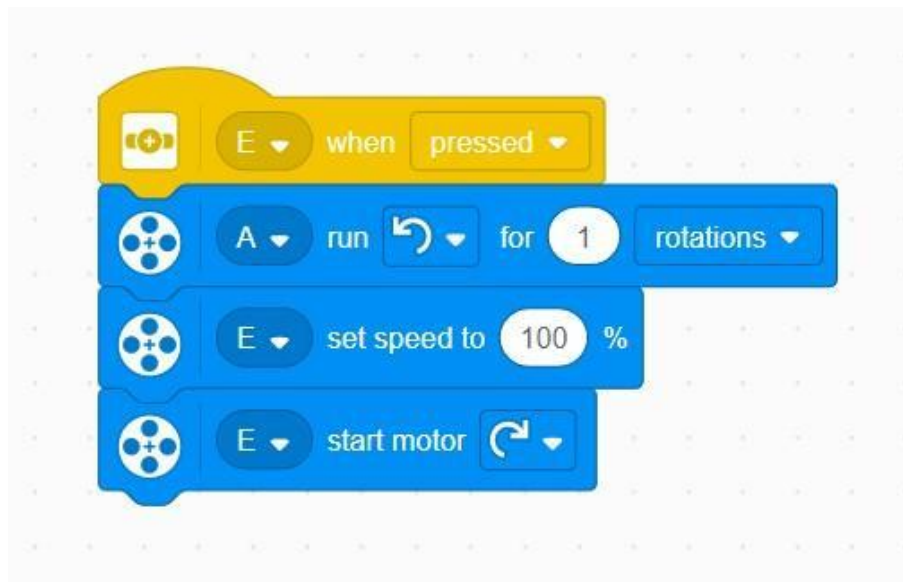 E when pressed
A run for 1 rotations
E set speed to 100 %
E start motor